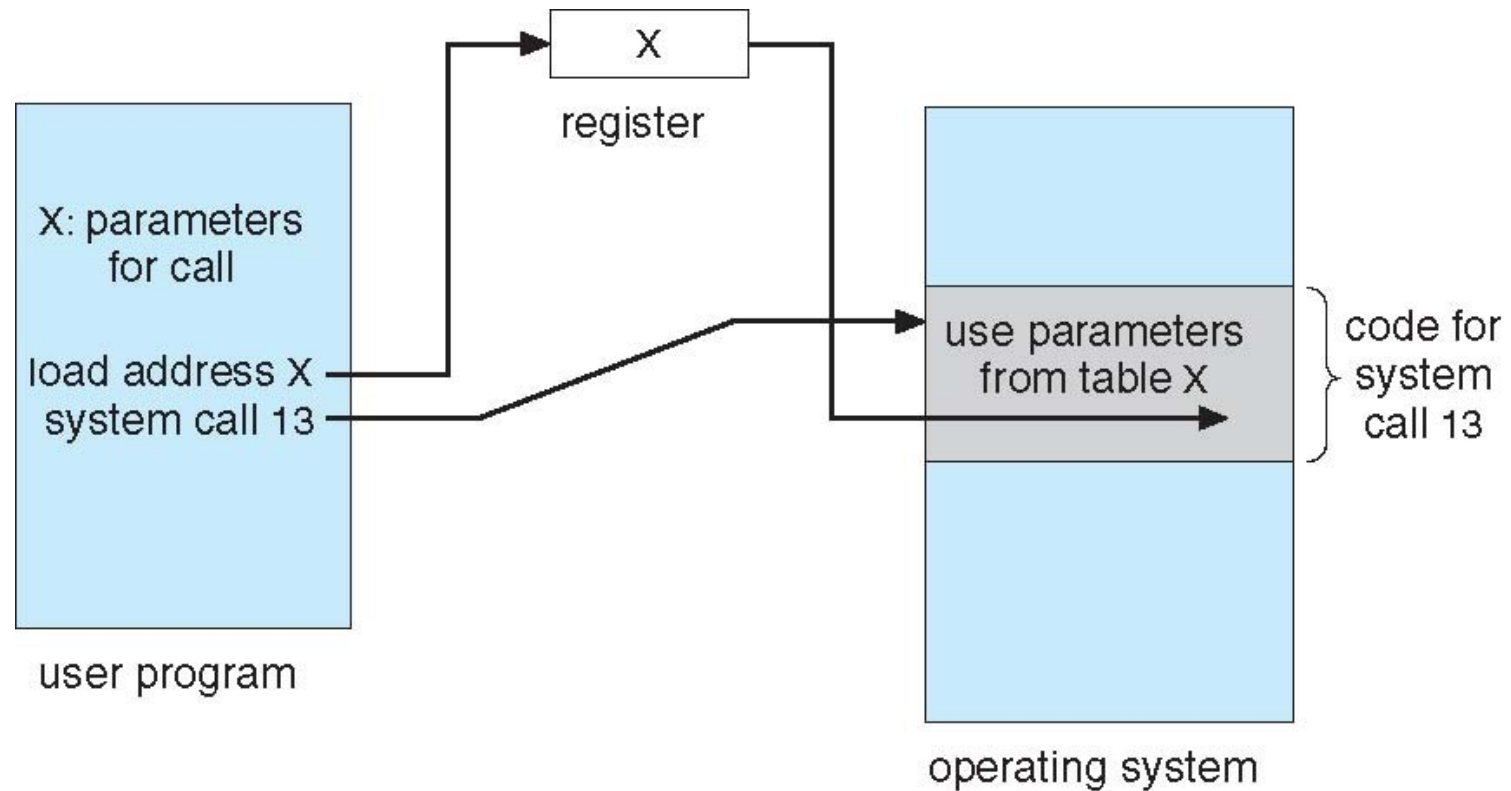 X
register
X: parameters
for call
load address X
system call 13
user program
use parameters
from table X
code for
system
call 13
operating system